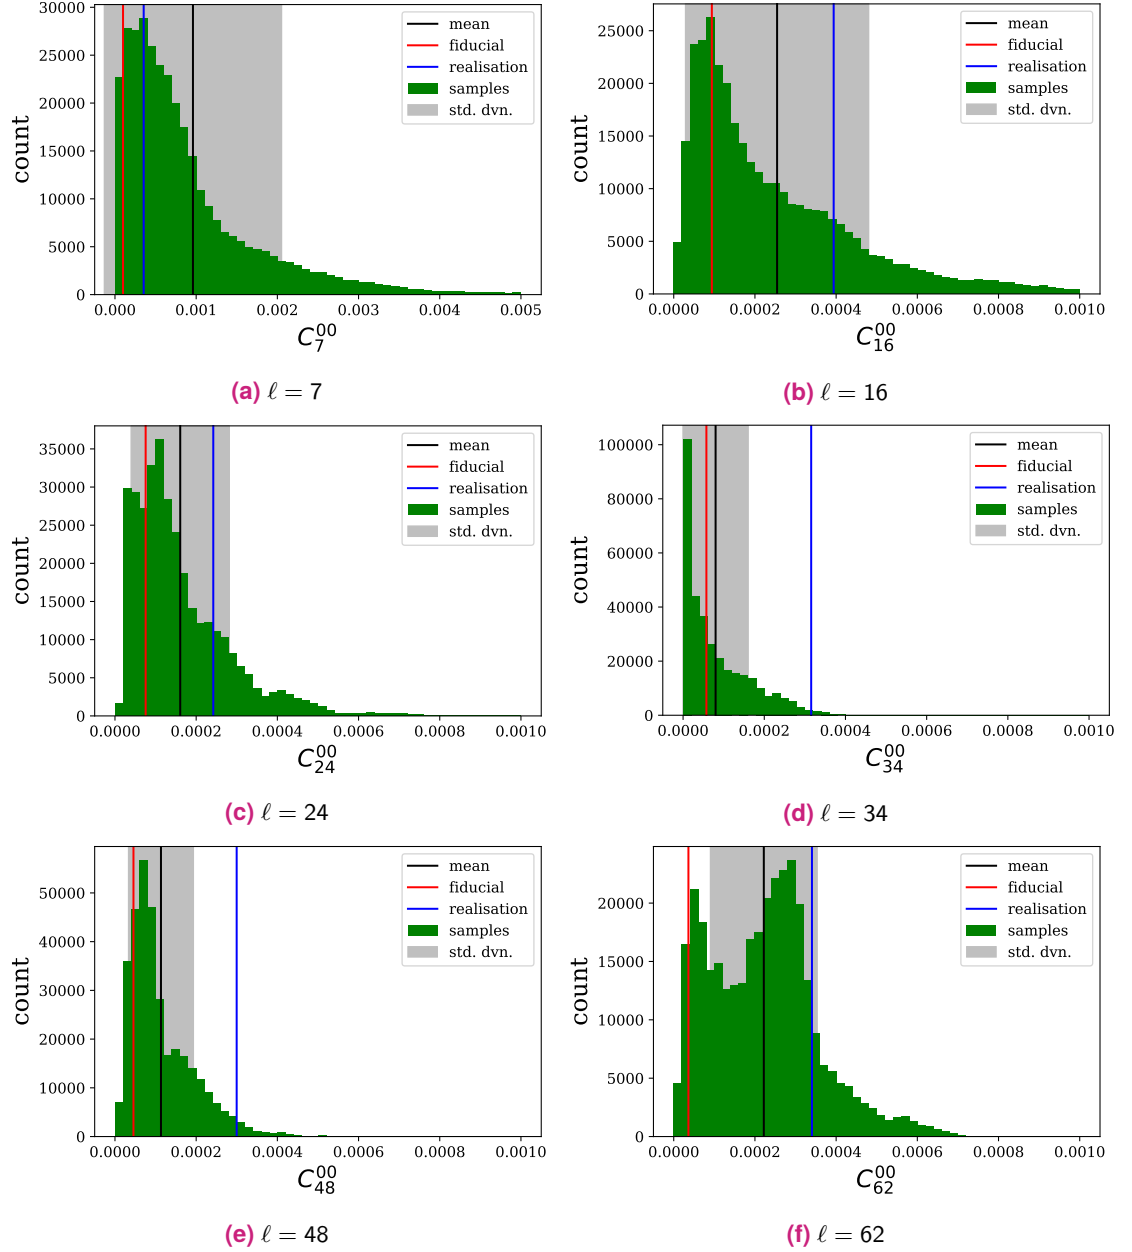 30000
25000
20000
15000
10000
5000
0
count
0.000 0.001 0.002 0.003 0.004 0.005
C_7^{00}
mean
fiducial
realisation
samples
std. dvn.
(a) ℓ = 7
25000
20000
15000
10000
5000
0
count
0.0000 0.0002 0.0004 0.0006 0.0008 0.0010
C_{16}^{00}
mean
fiducial
realisation
samples
std. dvn.
(b) ℓ = 16
35000
30000
25000
20000
15000
10000
5000
0
count
0.0000 0.0002 0.0004 0.0006 0.0008 0.0010
C_{24}^{00}
mean
fiducial
realisation
samples
std. dvn.
(c) ℓ = 24
100000
80000
60000
40000
20000
0
count
0.0000 0.0002 0.0004 0.0006 0.0008 0.0010
C_{34}^{00}
mean
fiducial
realisation
samples
std. dvn.
(d) ℓ = 34
50000
40000
30000
20000
10000
0
count
0.0000 0.0002 0.0004 0.0006 0.0008 0.0010
C_{48}^{00}
mean
fiducial
realisation
samples
std. dvn.
(e) ℓ = 48
20000
15000
10000
5000
0
count
0.0000 0.0002 0.0004 0.0006 0.0008 0.0010
C_{62}^{00}
mean
fiducial
realisation
samples
std. dvn.
(f) ℓ = 62